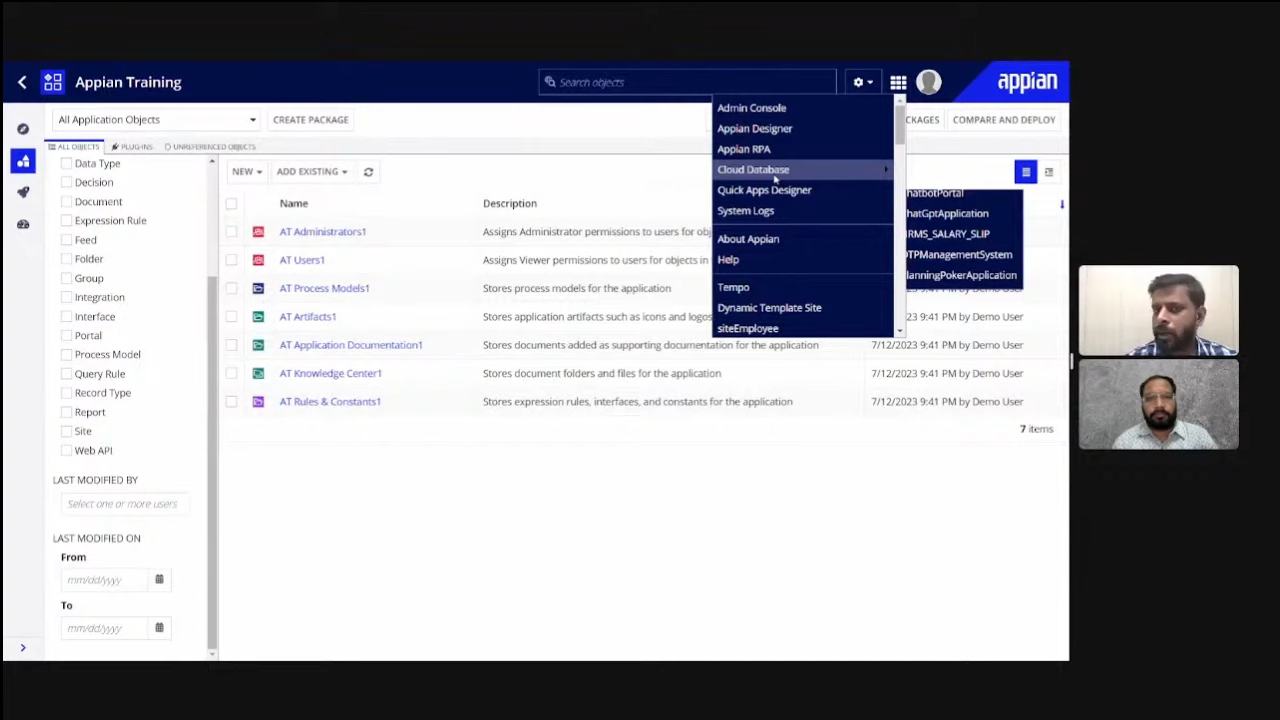 Appian Training
Search objects
appian
All Application Objects
CREATE PACKAGE
COMPARE AND DEPLOY
ALL OBJECTS
PLUG-INS
UNREFERENCED OBJECTS
Data Type
Decision
Document
Expression Rule
Feed
Folder
Group
Integration
Interface
Portal
Process Model
Query Rule
Record Type
Report
Site
Web API
LAST MODIFIED BY
Select one or more users
LAST MODIFIED ON
From
mm/dd/yyyy
To
mm/dd/yyyy
NEW
ADD EXISTING
Name
Description
AT Administrators1
Assigns Administrator permissions to users for
AT Users1
Assigns Viewer permissions to users for objects in
AT Process Models1
Stores process models for the application
AT Artifacts1
Stores application artifacts such as icons and logos
7/12/2023 9:41 PM by Demo User
AT Application Documentation1
Stores documents added as supporting documentation for the application
7/12/2023 9:41 PM by Demo User
AT Knowledge Center1
Stores document folders and files for the application
7/12/2023 9:41 PM by Demo User
AT Rules & Constants1
Stores expression rules, interfaces, and constants for the application
7/12/2023 9:41 PM by Demo User
7 items
Admin Console
Appian Designer
Appian RPA
Cloud Database
Quick Apps Designer
System Logs
About Appian
Help
Tempo
Dynamic Template Site
siteEmployee
hatbotPortal
hatGptApplication
RMS_SALARY_SLIP
TPManagementSystem
lanningPokerApplication